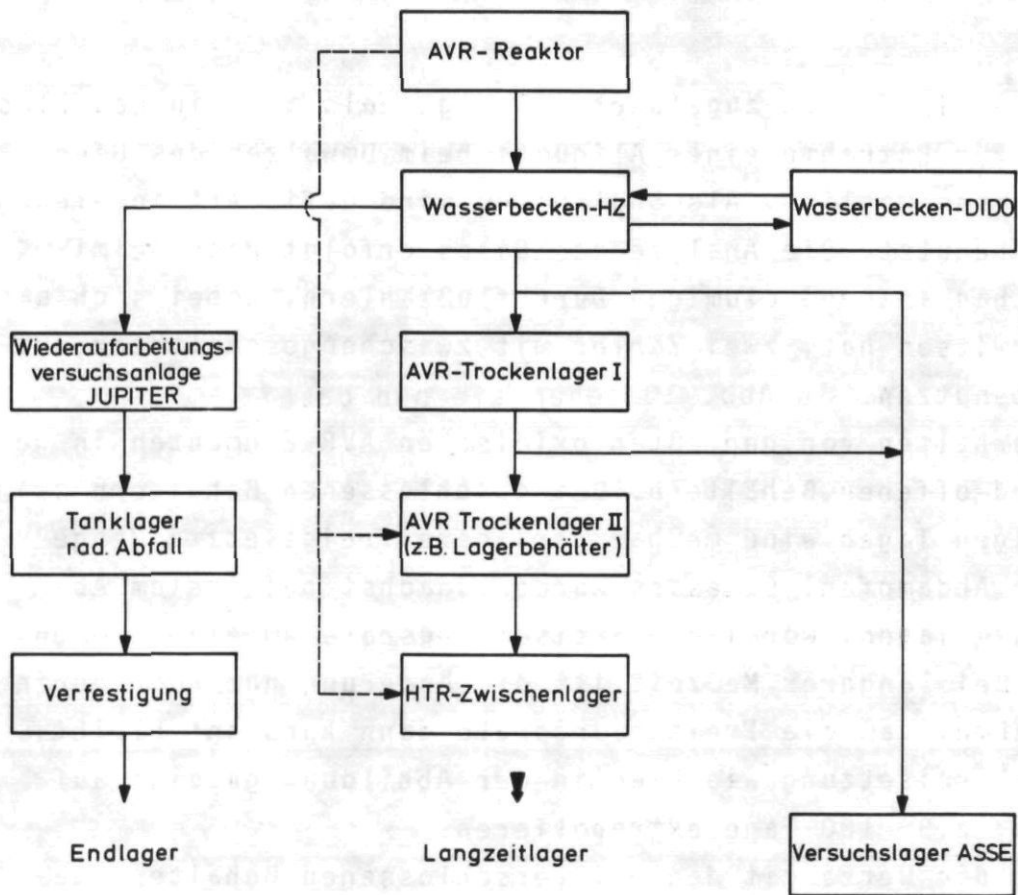 AVR-Reaktor
Wasserbecken-HZ
Wasserbecken-DIDO
Wiederaufarbeitungs-
versuchsanlage
JUPITER
AVR-Trockenlager I
Tanklager
rad. Abfall
AVR Trockenlager II
(z.B. Lagerbehälter)
Verfestigung
HTR-Zwischenlager
Endlager
Langzeitlager
Versuchslager ASSE